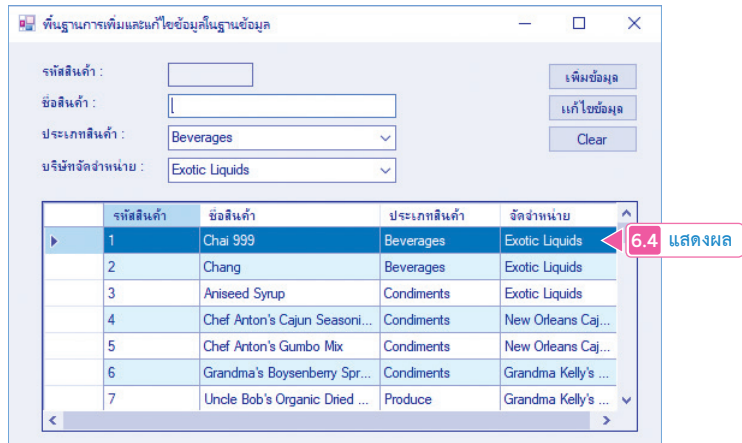 พื้นฐานการเพิ่มและแก้ไขข้อมูลในฐานข้อมูล
รหัสสินค้า :
เพิ่มข้อมูล
ชื่อสินค้า :
แก้ไขข้อมูล
ประเภทสินค้า : Beverages
Clear
บริษัทจัดจำหน่าย : Exotic Liquids
รหัสสินค้า ชื่อสินค้า ประเภทสินค้า จัดจำหน่าย
1 Chai 999 Beverages Exotic Liquids
6.4 แสดงผล
2 Chang Beverages Exotic Liquids
3 Aniseed Syrup Condiments Exotic Liquids
4 Chef Anton's Cajun Seasoni... Condiments New Orleans Caj...
5 Chef Anton's Gumbo Mix Condiments New Orleans Caj...
6 Grandma's Boysenberry Spr... Condiments Grandma Kelly's ...
7 Uncle Bob's Organic Dried ... Produce Grandma Kelly's ...